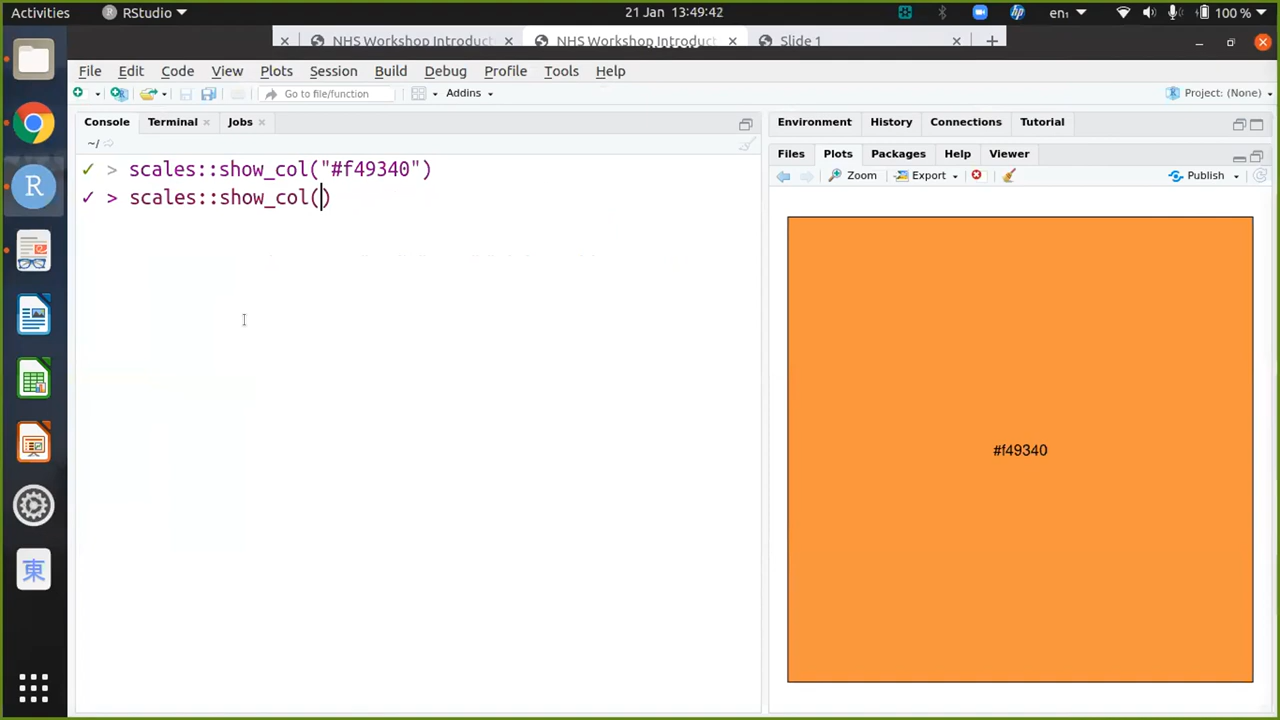 Activities RStudio 21 Jan 13:49:42 en₁ 100 %
NHS Workshop Introduct NHS Workshop Introduct Slide 1
File Edit Code View Plots Session Build Debug Profile Tools Help
Go to file/function Addins Project: (None)
Console Terminal Jobs
~/
> scales::show_col("#f49340")
> scales::show_col()
Environment History Connections Tutorial
Files Plots Packages Help Viewer
Zoom Export Publish
#f49340
東